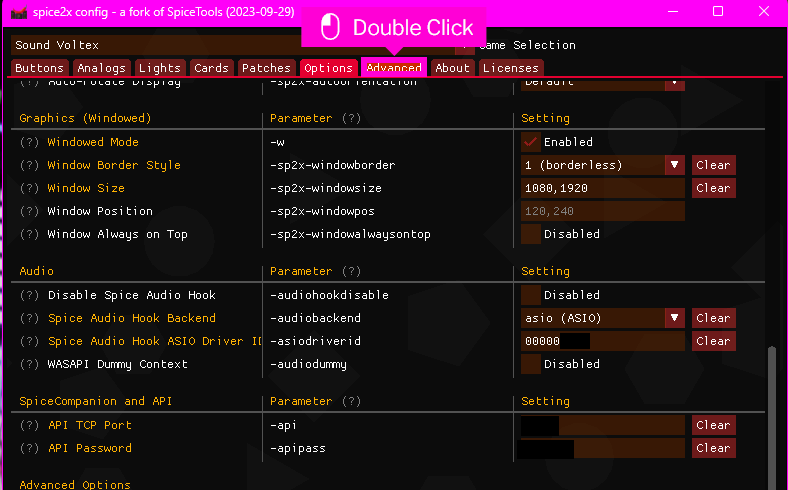 spice2x config - a fork of SpiceTools (2023-09-29)
Double Click
Sound Voltex
ame Selection
Buttons Analogs Lights Cards Patches Options Advanced About Licenses
(?) Auto-rotate Display -sp2x-autoorientation Default
Graphics (Windowed) Parameter (?) Setting
(?) Windowed Mode -w Enabled
(?) Window Border Style -sp2x-windowborder 1 (borderless) Clear
(?) Window Size -sp2x-windowsize 1080,1920 Clear
(?) Window Position -sp2x-windowpos 120,240
(?) Window Always on Top -sp2x-windowalwaysontop Disabled
Audio Parameter (?) Setting
(?) Disable Spice Audio Hook -audiohookdisable Disabled
(?) Spice Audio Hook Backend -audiobackend asio (ASIO) Clear
(?) Spice Audio Hook ASIO Driver I -asiodriverid 00000 Clear
(?) WASAPI Dummy Context -audiodummy Disabled
SpiceCompanion and API Parameter (?) Setting
(?) API TCP Port -api Clear
(?) API Password -apipass Clear
Advanced Options